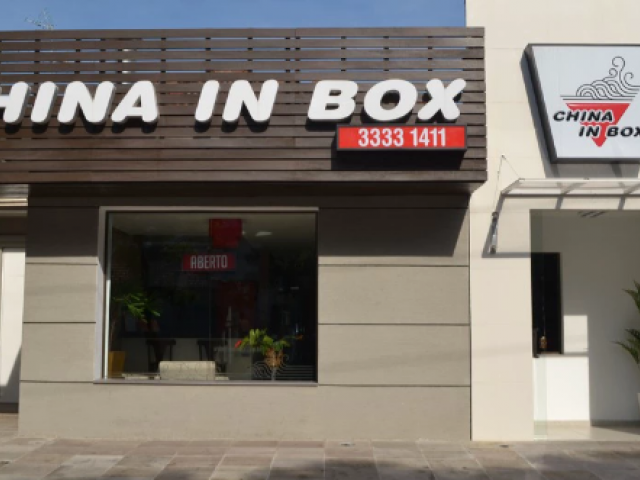 HINA IN BOX
3333 1411
CHINA
IN BOX
ABERTO